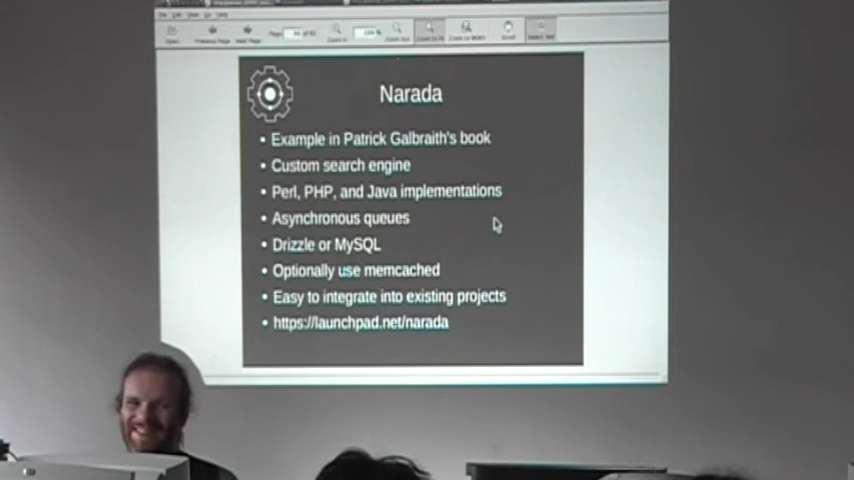 Narada
• Example in Patrick Galbraith's book
• Custom search engine
• Perl, PHP, and Java implementations
• Asynchronous queues
• Drizzle or MySQL
• Optionally use memcached
• Easy to integrate into existing projects
• https://launchpad.net/narada